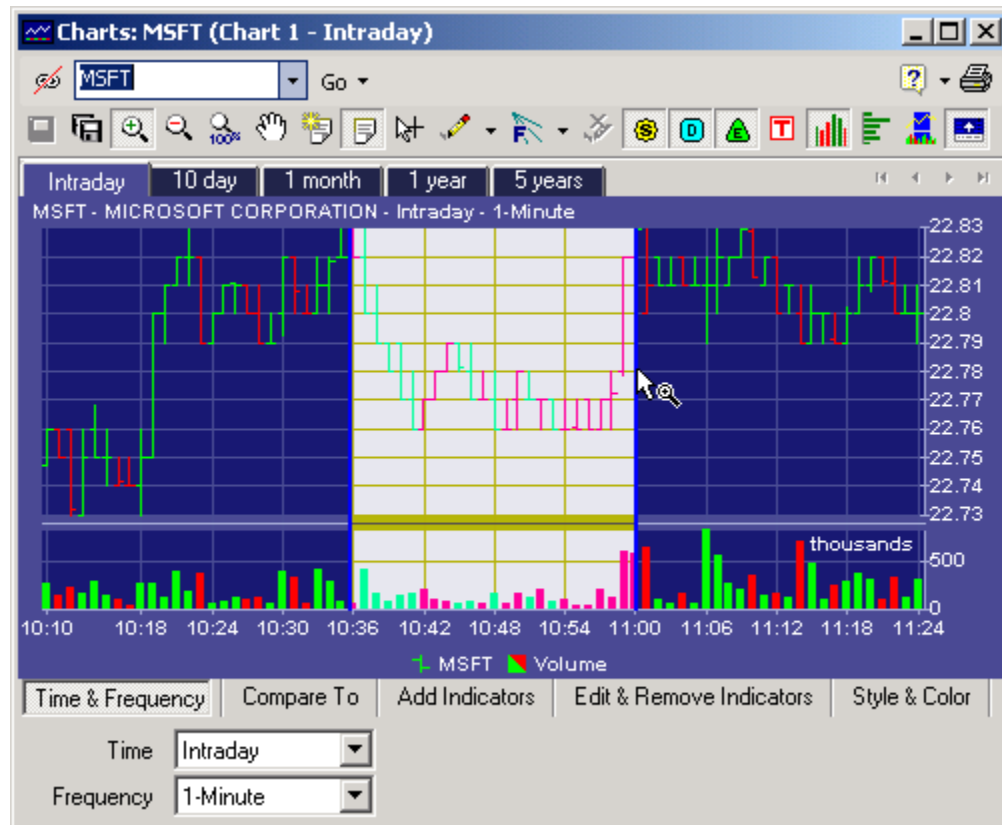 Charts: MSFT (Chart 1 - Intraday)
MSFT Go
100% F S D E T
Intraday 10 day 1 month 1 year 5 years
MSFT - MICROSOFT CORPORATION - Intraday - 1-Minute
22.83
22.82
22.81
22.8
22.79
22.78
22.77
22.76
22.75
22.74
22.73
thousands
500
0
10:10 10:18 10:24 10:30 10:36 10:42 10:48 10:54 11:00 11:06 11:12 11:18 11:24
MSFT Volume
Time & Frequency Compare To Add Indicators Edit & Remove Indicators Style & Color
Time Intraday
Frequency 1-Minute